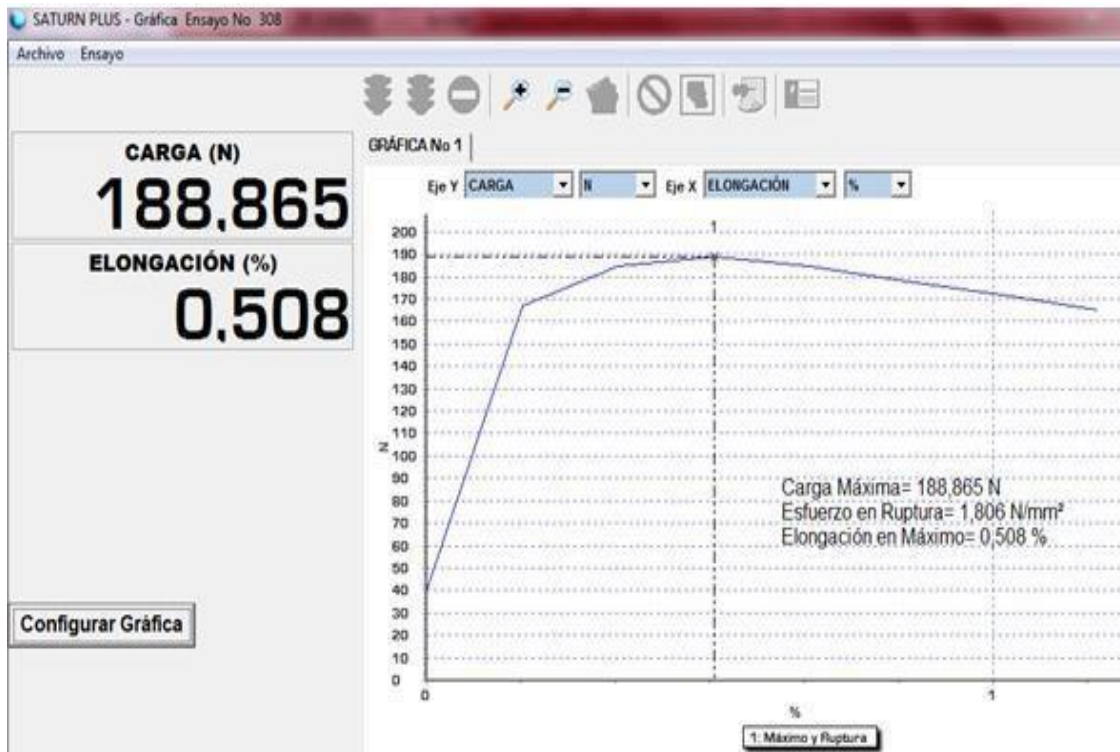 SATURN PLUS - Gráfica Ensayo No 308
Archivo Ensayo
CARGA (N)
188,865
ELONGACIÓN (%)
0,508
Configurar Gráfica
GRÁFICA No 1
Eje Y CARGA N Eje X ELONGACIÓN %
1
200
190
180
170
160
150
140
130
120
110
100
90
80
70
60
50
40
30
20
10
0
N
Carga Máxima= 188,865 N
Esfuerzo en Ruptura= 1,806 N/mm²
Elongación en Máximo= 0,508 %
0 1
%
1: Máximo y Ruptura